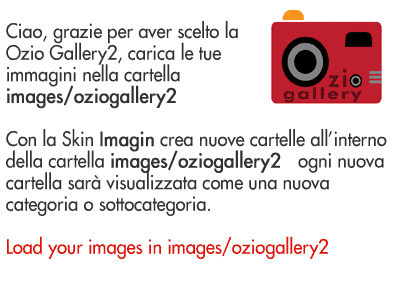 Ciao, grazie per aver scelto la
Ozio Gallery2, carica le tue
immagini nella cartella
images/oziogallery2
ozio
gallery
Con la Skin Imagin crea nuove cartelle all'interno
della cartella images/oziogallery2 ogni nuova
cartella sarà visualizzata come una nuova
categoria o sottocategoria.
Load your images in images/oziogallery2